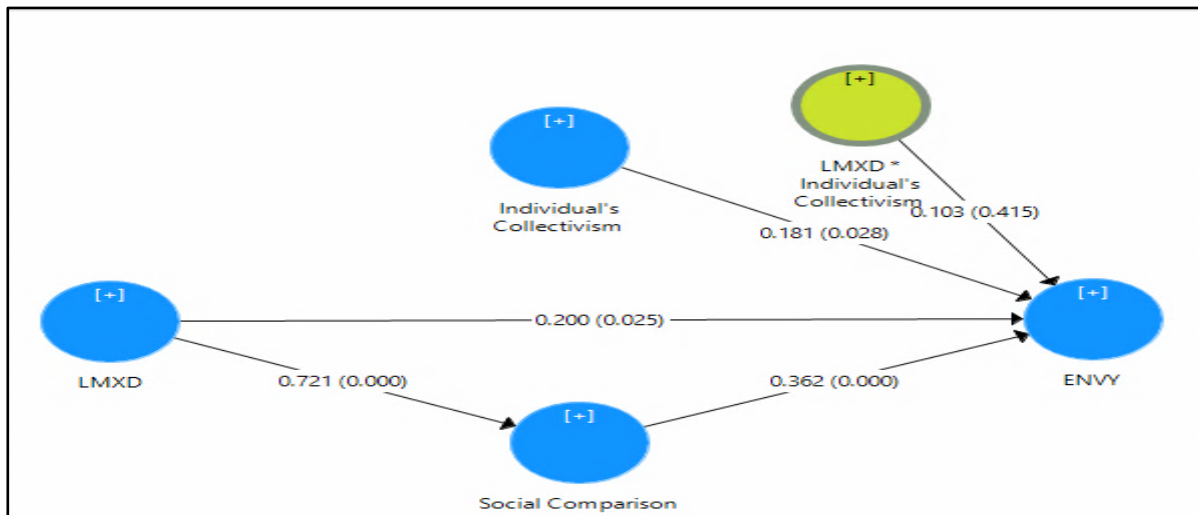 [+]
LMXD *
Individual's
Collectivism
[+]
Individual's
Collectivism
0.103 (0.415)
0.181 (0.028)
[+]
LMXD
0.200 (0.025)
[+]
ENVY
0.721 (0.000)
0.362 (0.000)
[+]
Social Comparison